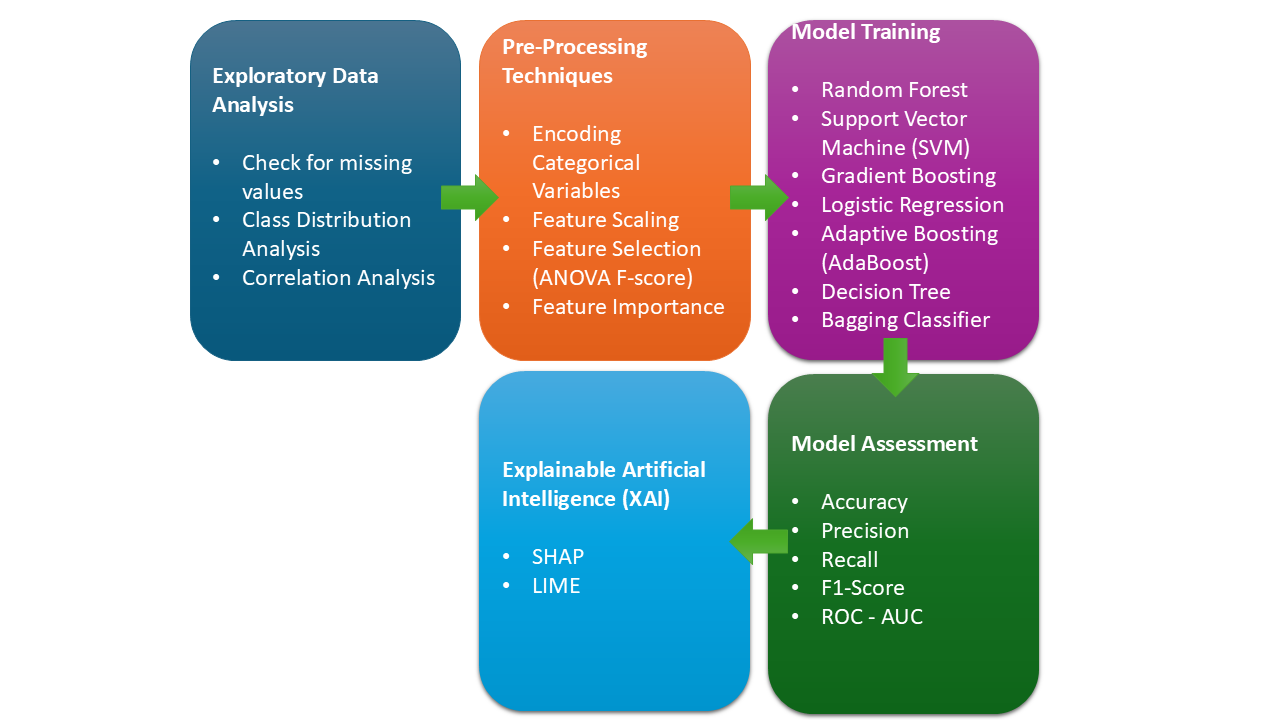 Exploratory Data
Analysis
• Check for missing
values
• Class Distribution
Analysis
• Correlation Analysis
Pre-Processing
Techniques
• Encoding
Categorical
Variables
• Feature Scaling
• Feature Selection
(ANOVA F-score)
• Feature Importance
Model Training
• Random Forest
• Support Vector
Machine (SVM)
• Gradient Boosting
• Logistic Regression
• Adaptive Boosting
(AdaBoost)
• Decision Tree
• Bagging Classifier
Model Assessment
• Accuracy
• Precision
• Recall
• F1-Score
• ROC - AUC
Explainable Artificial
Intelligence (XAI)
• SHAP
• LIME